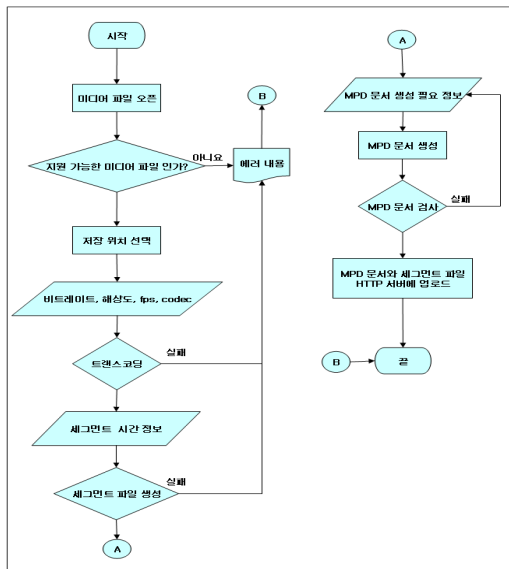 시작
미디어 파일 오픈
지원 가능한 미디어 파일 인가?
아니요
에러 내용
B
저장 위치 선택
비트레이트, 해상도, fps, codec
트랜스코딩
실패
세그먼트 시간 정보
세그먼트 파일 생성
실패
A
A
MPD 문서 생성 필요 정보
MPD 문서 생성
MPD 문서 검사
실패
MPD 문서와 세그먼트 파일
HTTP 서버에 업로드
B
끝